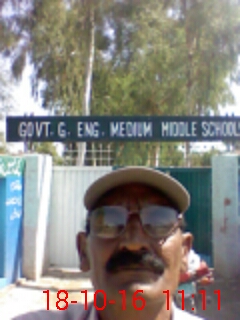 GOVT. G. ENG. MEDIUM MIDDLE SCHOOL
18-10-16 11:11